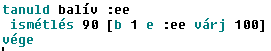 tanuld balív :ee
ismétlés 90 [b 1 e :ee várj 100]
vége